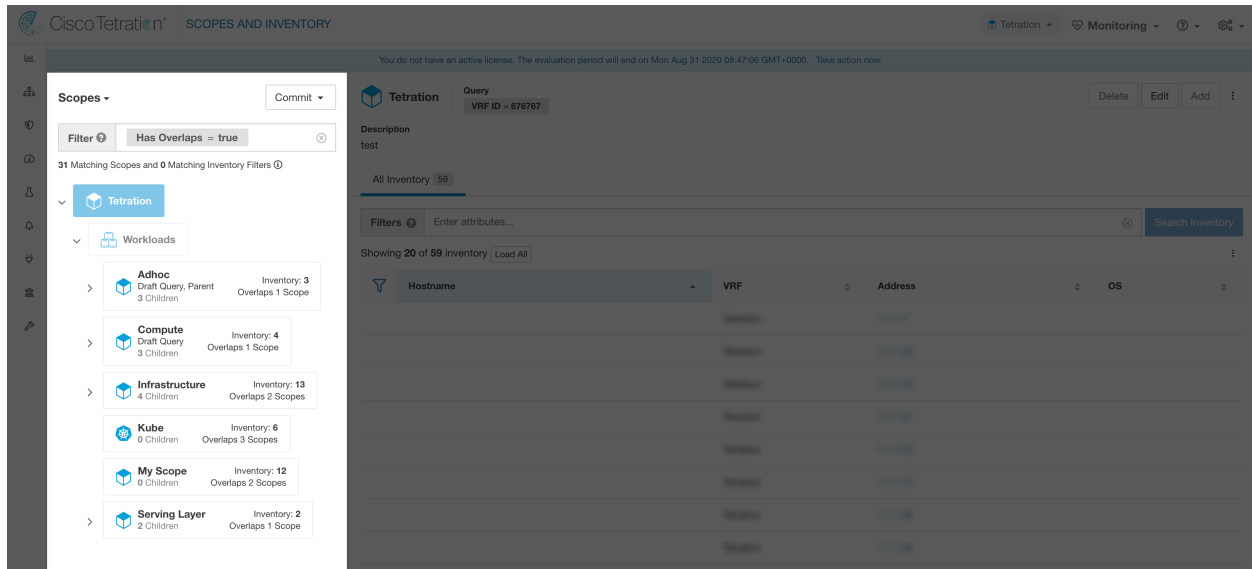 Cisco Tetration™ SCOPES AND INVENTORY
Tetration
Monitoring
You do not have an active license. The evaluation period will end on Mon Aug 31 2020 08:47:06 GMT+0000. Take action now.
Scopes
Commit
Filter
Has Overlaps = true
31 Matching Scopes and 0 Matching Inventory Filters
Tetration
Workloads
Adhoc
Draft Query, Parent
3 Children
Inventory: 3
Overlaps 1 Scope
Compute
Draft Query
3 Children
Inventory: 4
Overlaps 1 Scope
Infrastructure
4 Children
Inventory: 13
Overlaps 2 Scopes
Kube
0 Children
Inventory: 6
Overlaps 3 Scopes
My Scope
0 Children
Inventory: 12
Overlaps 2 Scopes
Serving Layer
2 Children
Inventory: 2
Overlaps 1 Scope
Tetration
Query
VRF ID = 676767
Delete
Edit
Add
Description
test
All Inventory 59
Filters
Enter attributes...
Search Inventory
Showing 20 of 59 inventory
Load All
Hostname
VRF
Address
OS